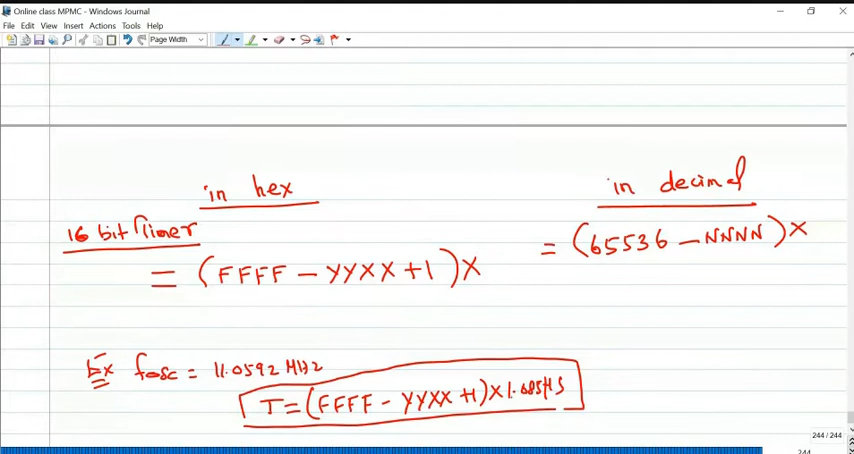 Online class MPMC - Windows Journal
File Edit View Insert Actions Tools Help
Page Width
in hex
in decimal
16 bit Timer
= (FFFF - YYXX + 1) X
= (65536 - NNNN) X
Ex fosc = 11.0592 MHz
T = (FFFF - YYXX + 1) X 1.085 µs
244 / 244
244